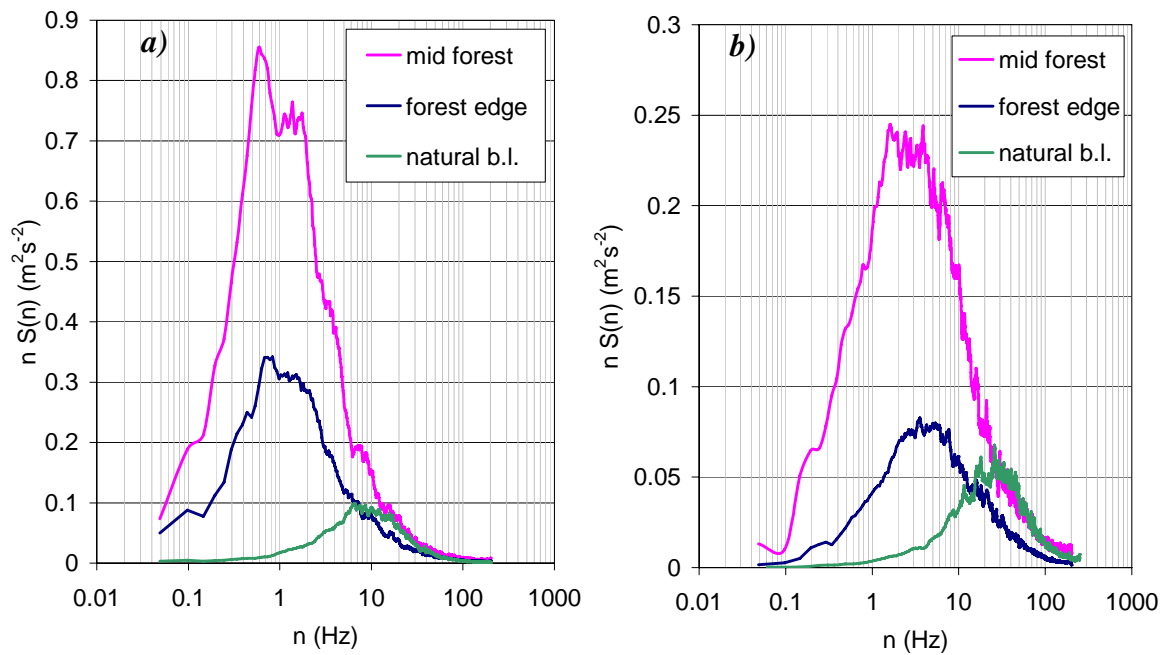 a)
0.9
0.8
0.7
0.6
0.5
0.4
0.3
0.2
0.1
0
n S(n) (m²s⁻²)
mid forest
forest edge
natural b.l.
0.01 0.1 1 10 100 1000
n (Hz)
b)
0.3
0.25
0.2
0.15
0.1
0.05
0
n S(n) (m²s⁻²)
mid forest
forest edge
natural b.l.
0.01 0.1 1 10 100 1000
n (Hz)